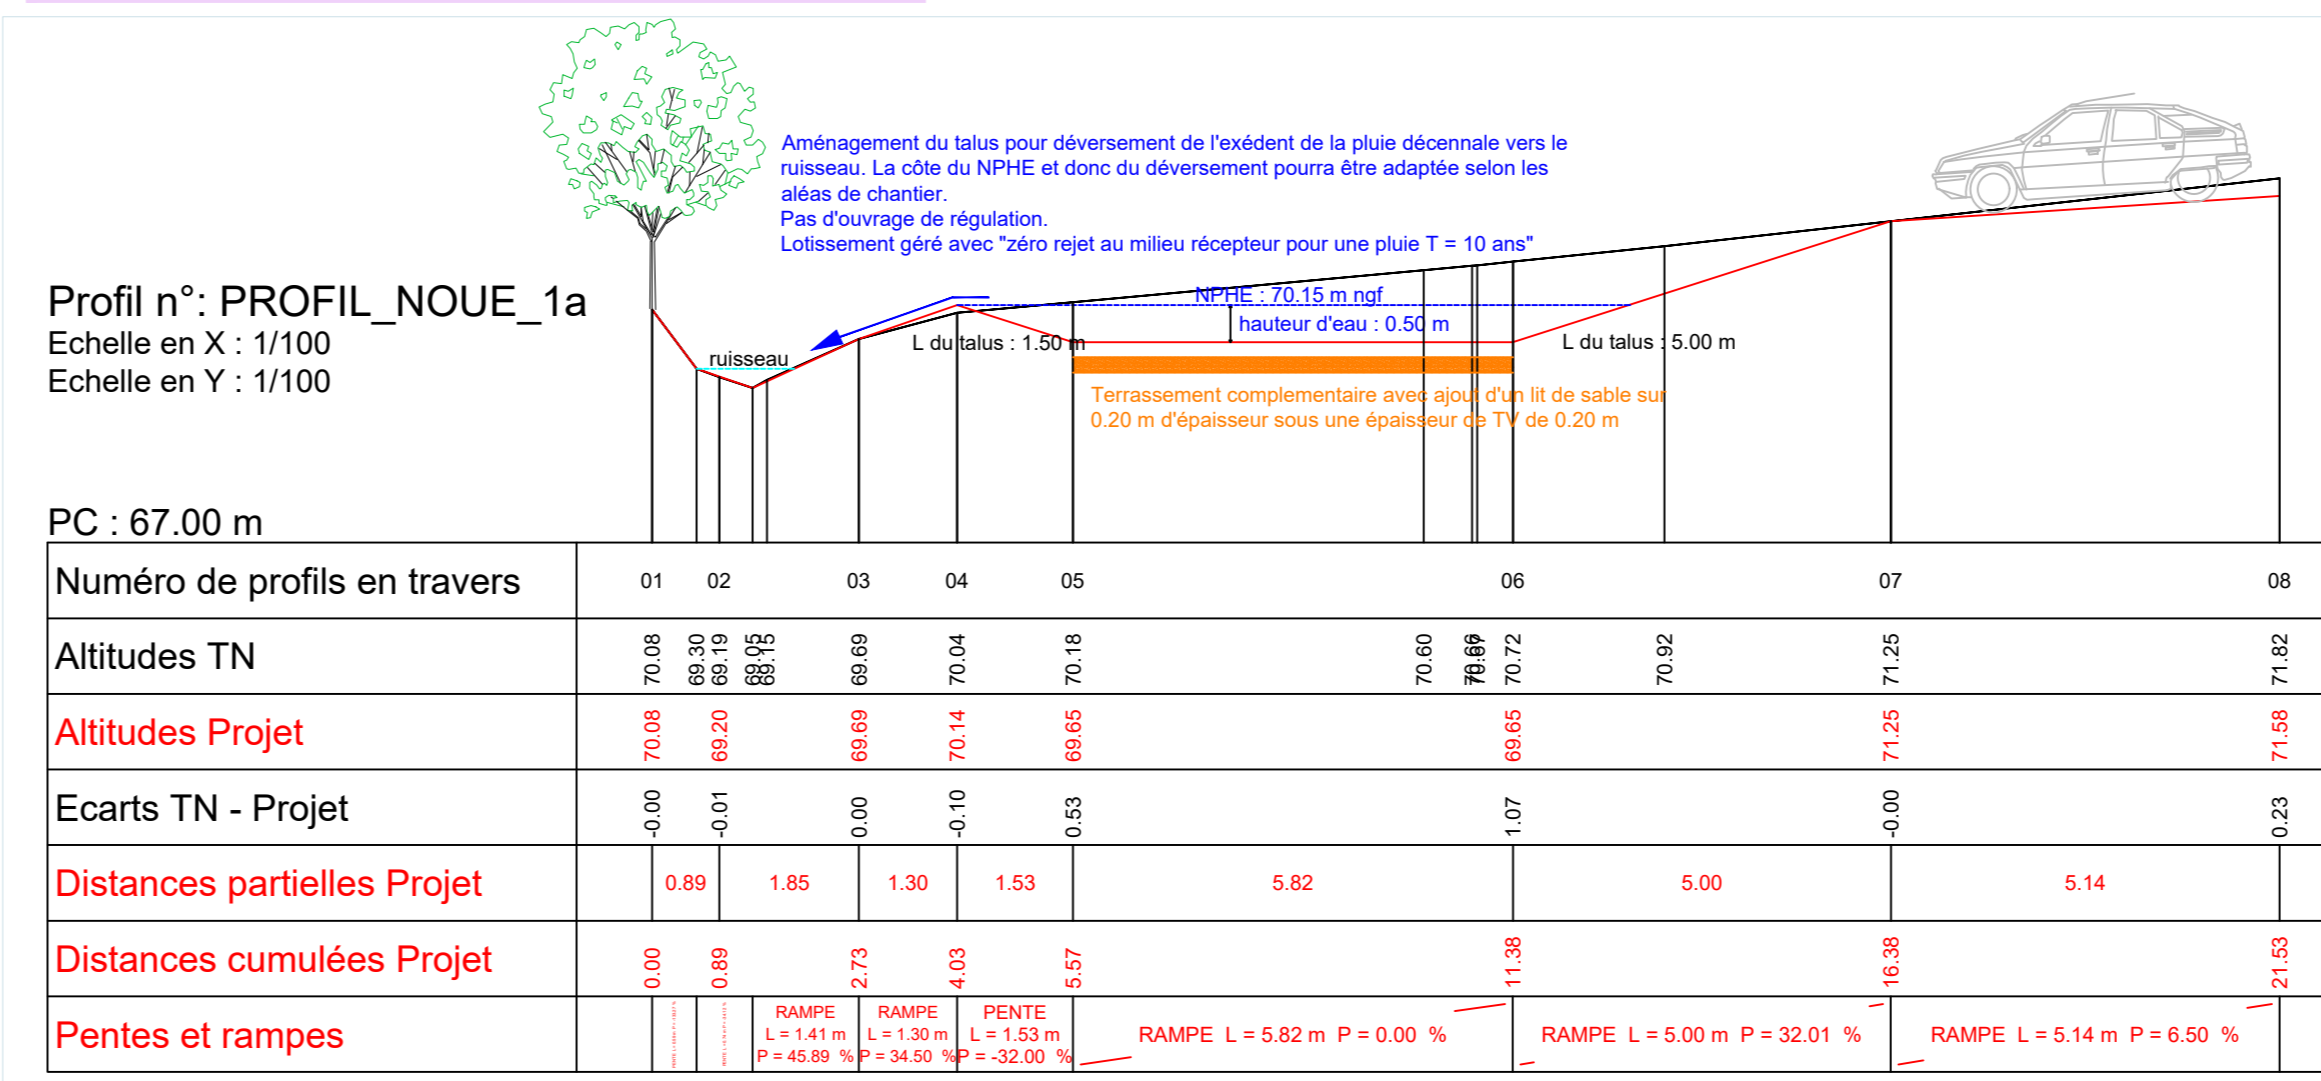 Aménagement du talus pour déversement de l'exédent de la pluie décennale vers le
ruisseau. La côte du NPHE et donc du déversement pourra être adaptée selon les
aléas de chantier.
Pas d'ouvrage de régulation.
Lotissement géré avec "zéro rejet au milieu récepteur pour une pluie T = 10 ans"
Profil n°: PROFIL_NOUE_1a
Echelle en X : 1/100
Echelle en Y : 1/100
NPHE : 70.15 m ngf
hauteur d'eau : 0.50 m
L du talus : 1.50 m
L du talus : 5.00 m
ruisseau
Terrassement complementaire avec ajout d'un lit de sable sur
0.20 m d'épaisseur sous une épaisseur de TV de 0.20 m
PC : 67.00 m
Numéro de profils en travers 01 02 03 04 05 06 07 08
Altitudes TN 70.08 69.30 69.19 69.05 69.15 69.69 70.04 70.18 70.60 70.66 70.67 70.72 70.92 71.25 71.82
Altitudes Projet 70.08 69.20 69.69 70.14 69.65 69.65 71.25 71.58
Ecarts TN - Projet -0.00 -0.01 0.00 -0.10 0.53 1.07 -0.00 0.23
Distances partielles Projet 0.89 1.85 1.30 1.53 5.82 5.00 5.14
Distances cumulées Projet 0.00 0.89 2.73 4.03 5.57 11.38 16.38 21.53
Pentes et rampes
RAMPE
L = 1.41 m
P = 45.89 %
RAMPE
L = 1.30 m
P = 34.50 %
PENTE
L = 1.53 m
P = -32.00 %
RAMPE L = 5.82 m P = 0.00 %
RAMPE L = 5.00 m P = 32.01 %
RAMPE L = 5.14 m P = 6.50 %